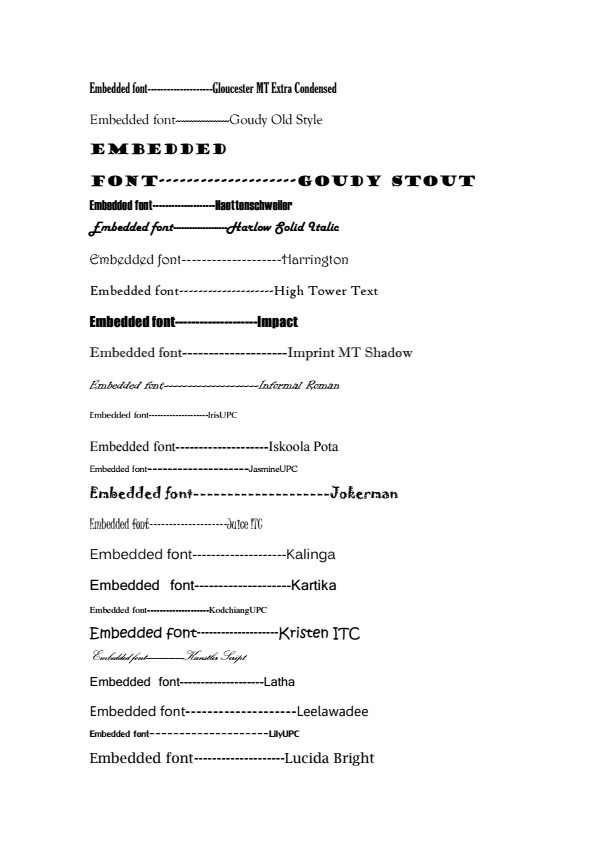 Embedded font--------------------Gloucester MT Extra Condensed
Embedded font--------------------Goudy Old Style
EMBEDDED
FONT--------------------GOUDY STOUT
Embedded font--------------------Haettenschweiler
Embedded font--------------------Harlow Solid Italic
Embedded font--------------------Harrington
Embedded font--------------------High Tower Text
Embedded font--------------------Impact
Embedded font--------------------Imprint MT Shadow
Embedded font--------------------Informal Roman
Embedded font--------------------IrisUPC
Embedded font--------------------Iskoola Pota
Embedded font--------------------JasmineUPC
Embedded font--------------------Jokerman
Embedded font--------------------Juice ITC
Embedded font--------------------Kalinga
Embedded font--------------------Kartika
Embedded font--------------------KodchiangUPC
Embedded font--------------------Kristen ITC
Embedded font--------------------Kunstler Script
Embedded font--------------------Latha
Embedded font--------------------Leelawadee
Embedded font--------------------LilyUPC
Embedded font--------------------Lucida Bright